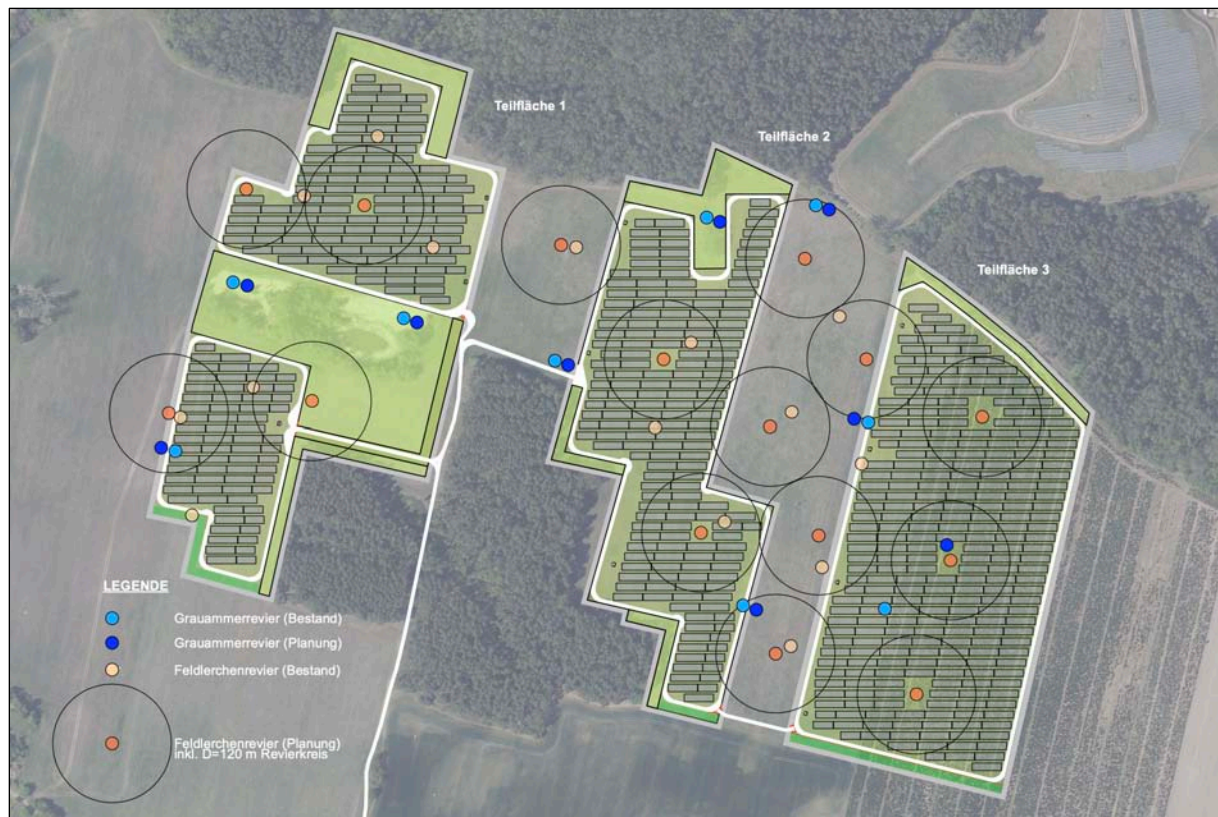 Teilfläche 1
Teilfläche 2
Teilfläche 3
LEGENDE
Grauammerrevier (Bestand)
Grauammerrevier (Planung)
Feldlerchenrevier (Bestand)
Feldlerchenrevier (Planung)
inkl. D=120 m Revierkreis